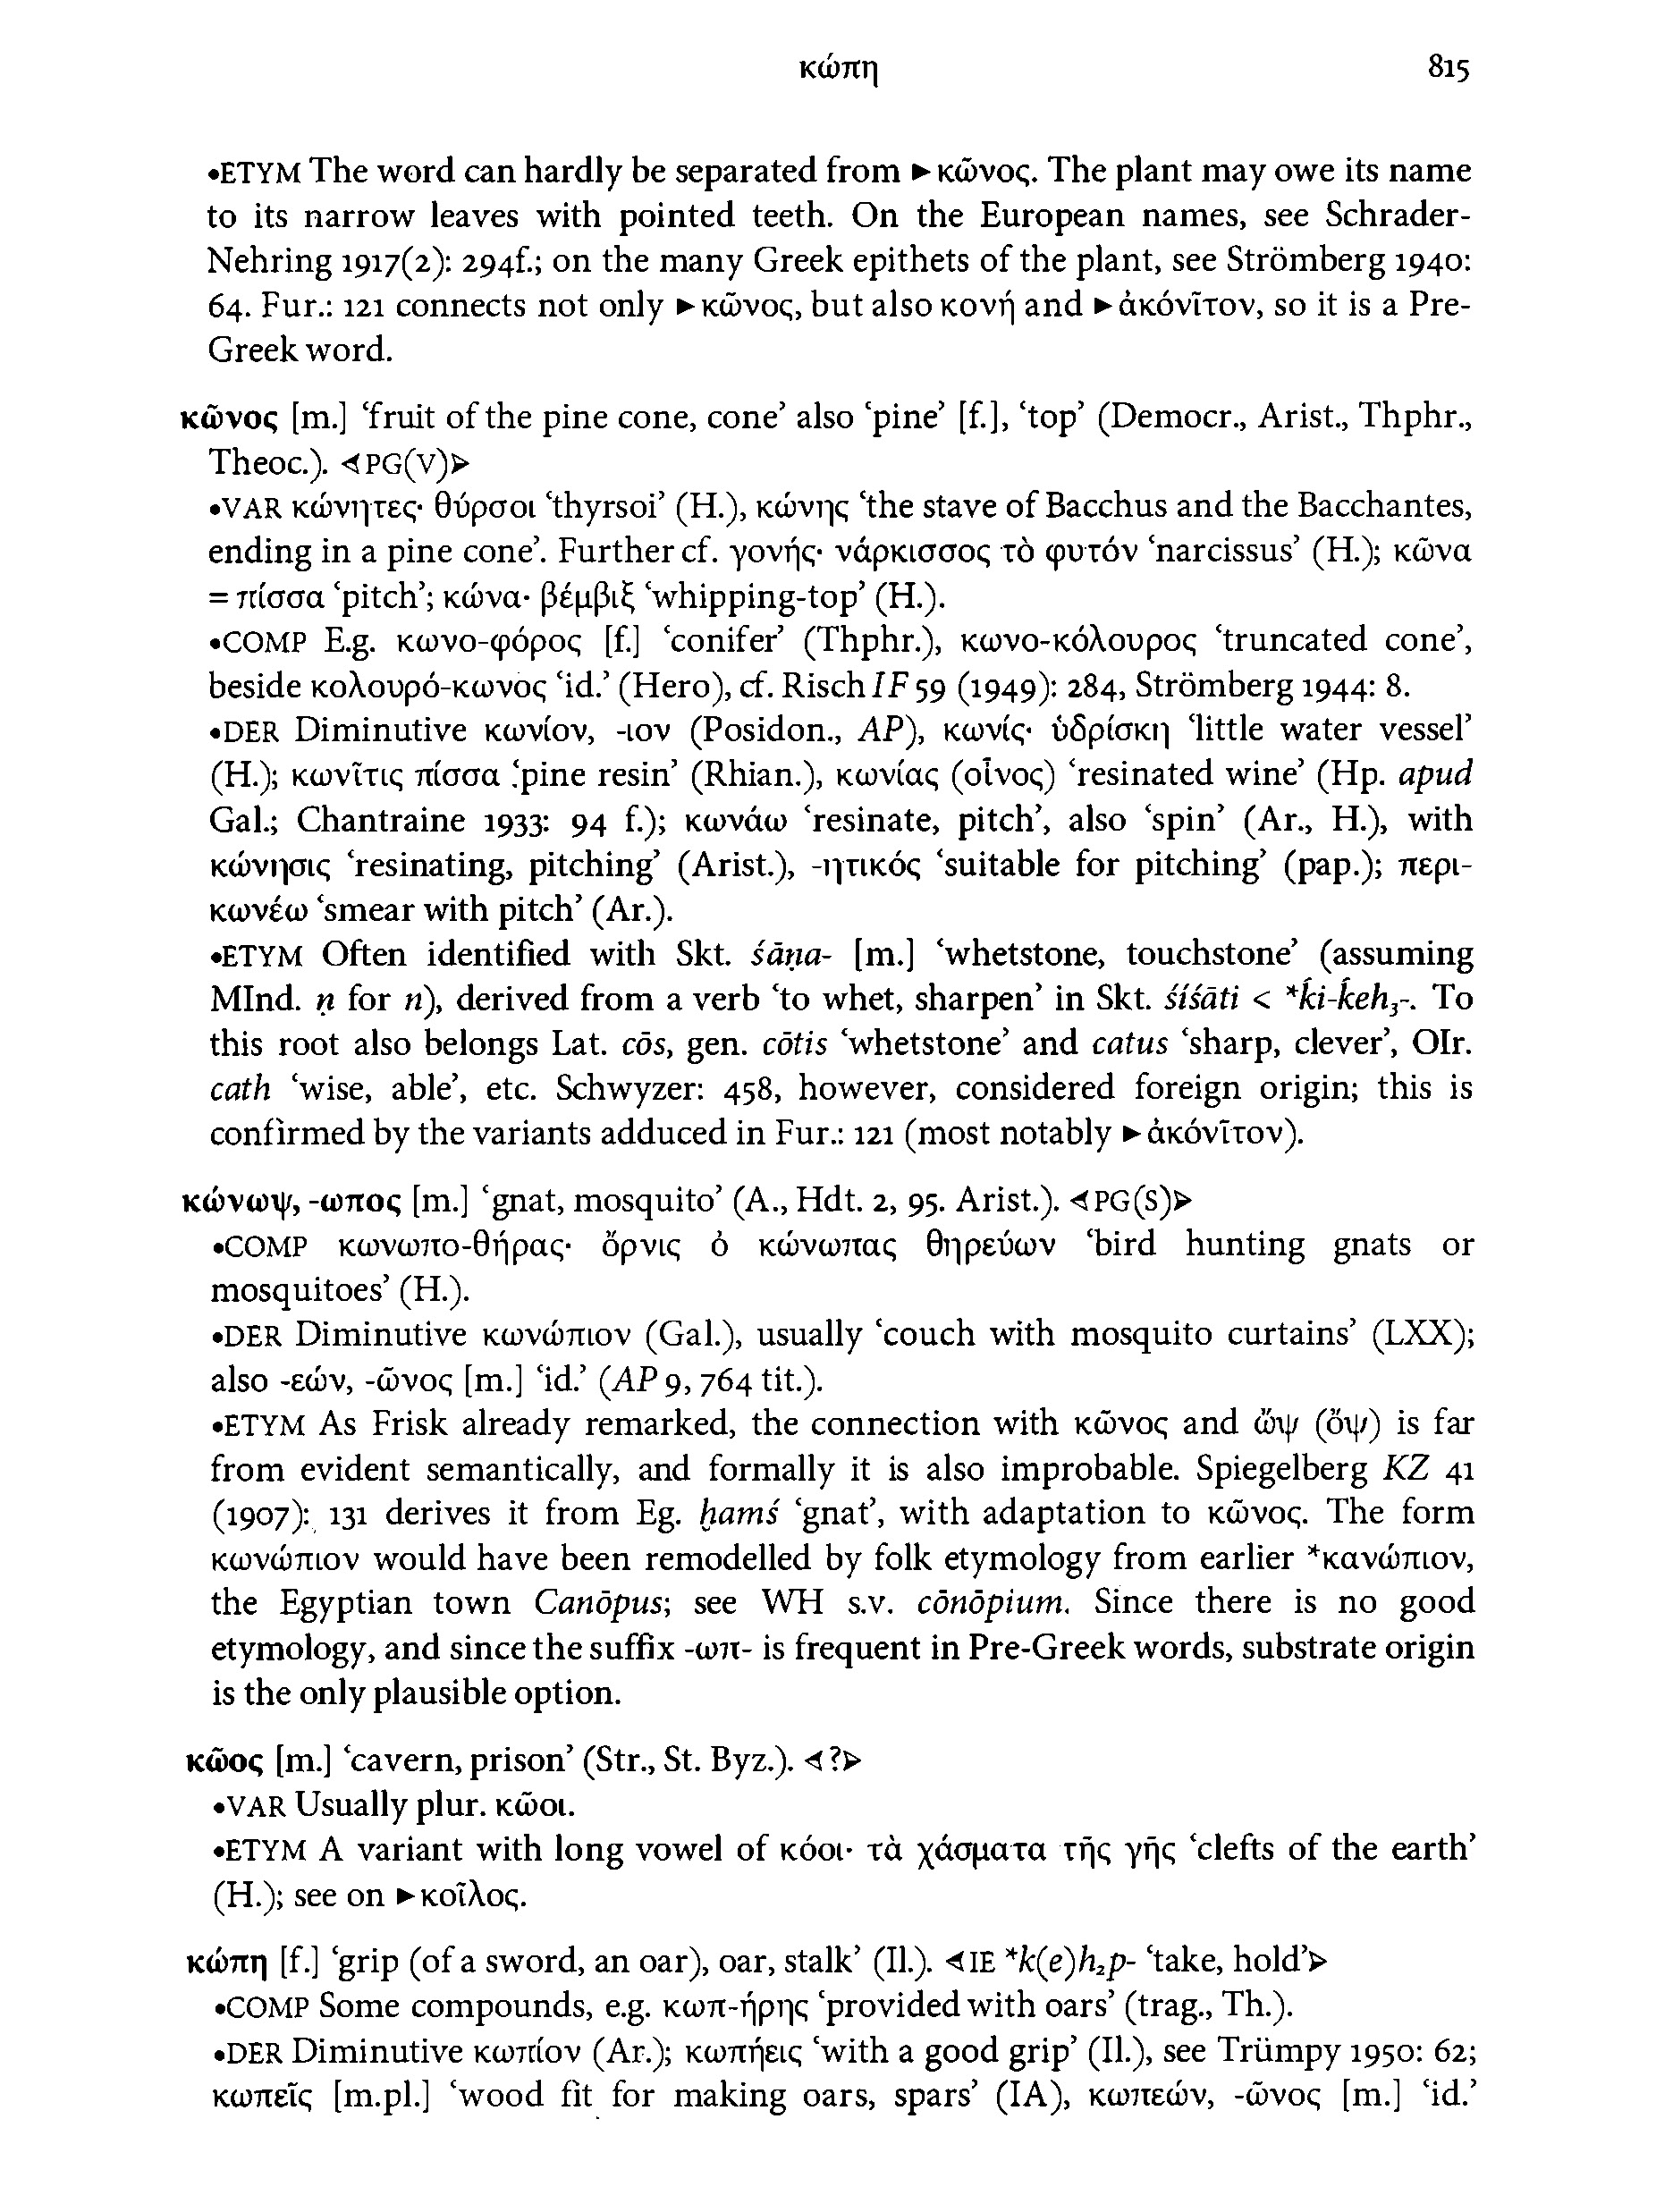 κώπη 815
•ETYM The word can hardly be separated from ►κῶνος. The plant may owe its name
to its narrow leaves with pointed teeth. On the European names, see Schrader-
Nehring 1917(2): 294f.; on the many Greek epithets of the plant, see Strömberg 1940:
64. Fur.: 121 connects not only ►κῶνος, but also κονή and ►ἀκόνῑτον, so it is a Pre-
Greek word.
κῶνος [m.] ‘fruit of the pine cone, cone’ also ‘pine’ [f.], ‘top’ (Democr., Arist., Thphr.,
Theoc.). ⊲PG(V)⊳
•VAR κώνητες· θύρσοι ‘thyrsoi’ (H.), κώνης ‘the stave of Bacchus and the Bacchantes,
ending in a pine cone’. Further cf. γονής· νάρκισσος τὸ φυτόν ‘narcissus’ (H.); κῶνα
= πίσσα ‘pitch’; κώνα· βέμβιξ ‘whipping-top’ (H.).
•COMP E.g. κωνο-φόρος [f.] ‘conifer’ (Thphr.), κωνο-κόλουρος ‘truncated cone’,
beside κολουρό-κωνος ‘id.’ (Hero), cf. Risch IF 59 (1949): 284, Strömberg 1944: 8.
•DER Diminutive κωνίον, -ιον (Posidon., AP), κωνίς· ὑδρίσκη ‘little water vessel’
(H.); κωνῖτις πίσσα ‘pine resin’ (Rhian.), κωνίας (οἶνος) ‘resinated wine’ (Hp. apud
Gal.; Chantraine 1933: 94 f.); κωνάω ‘resinate, pitch’, also ‘spin’ (Ar., H.), with
κώνησις ‘resinating, pitching’ (Arist.), -ητικός ‘suitable for pitching’ (pap.); περι-
κωνέω ‘smear with pitch’ (Ar.).
•ETYM Often identified with Skt. śāṇa- [m.] ‘whetstone, touchstone’ (assuming
MInd. ṇ for n), derived from a verb ‘to whet, sharpen’ in Skt. śíśāti < *ḱi-ḱeh₃-. To
this root also belongs Lat. cōs, gen. cōtis ‘whetstone’ and catus ‘sharp, clever’, OIr.
cath ‘wise, able’, etc. Schwyzer: 458, however, considered foreign origin; this is
confirmed by the variants adduced in Fur.: 121 (most notably ►ἀκόνῑτον).
κώνωψ, -ωπος [m.] ‘gnat, mosquito’ (A., Hdt. 2, 95. Arist.). ⊲PG(S)⊳
•COMP κωνωπο-θήρας· ὄρνις ὁ κώνωπας θηρεύων ‘bird hunting gnats or
mosquitoes’ (H.).
•DER Diminutive κωνώπιον (Gal.), usually ‘couch with mosquito curtains’ (LXX);
also -εών, -ῶνος [m.] ‘id.’ (AP 9, 764 tit.).
•ETYM As Frisk already remarked, the connection with κῶνος and ὤψ (ὄψ) is far
from evident semantically, and formally it is also improbable. Spiegelberg KZ 41
(1907): 131 derives it from Eg. ḫamś ‘gnat’, with adaptation to κῶνος. The form
κωνώπιον would have been remodelled by folk etymology from earlier *κανώπιον,
the Egyptian town Canōpus; see WH s.v. cōnōpium. Since there is no good
etymology, and since the suffix -ωπ- is frequent in Pre-Greek words, substrate origin
is the only plausible option.
κῶος [m.] ‘cavern, prison’ (Str., St. Byz.). ⊲?⊳
•VAR Usually plur. κῶοι.
•ETYM A variant with long vowel of κόοι· τὰ χάσματα τῆς γῆς ‘clefts of the earth’
(H.); see on ►κοῖλος.
κώπη [f.] ‘grip (of a sword, an oar), oar, stalk’ (Il.). ⊲IE *k(e)h₂p- ‘take, hold’⊳
•COMP Some compounds, e.g. κωπ-ήρης ‘provided with oars’ (trag., Th.).
•DER Diminutive κωπίον (Ar.); κωπήεις ‘with a good grip’ (Il.), see Trümpy 1950: 62;
κωπεῖς [m.pl.] ‘wood fit for making oars, spars’ (IA), κωπεών, -ῶνος [m.] ‘id.’